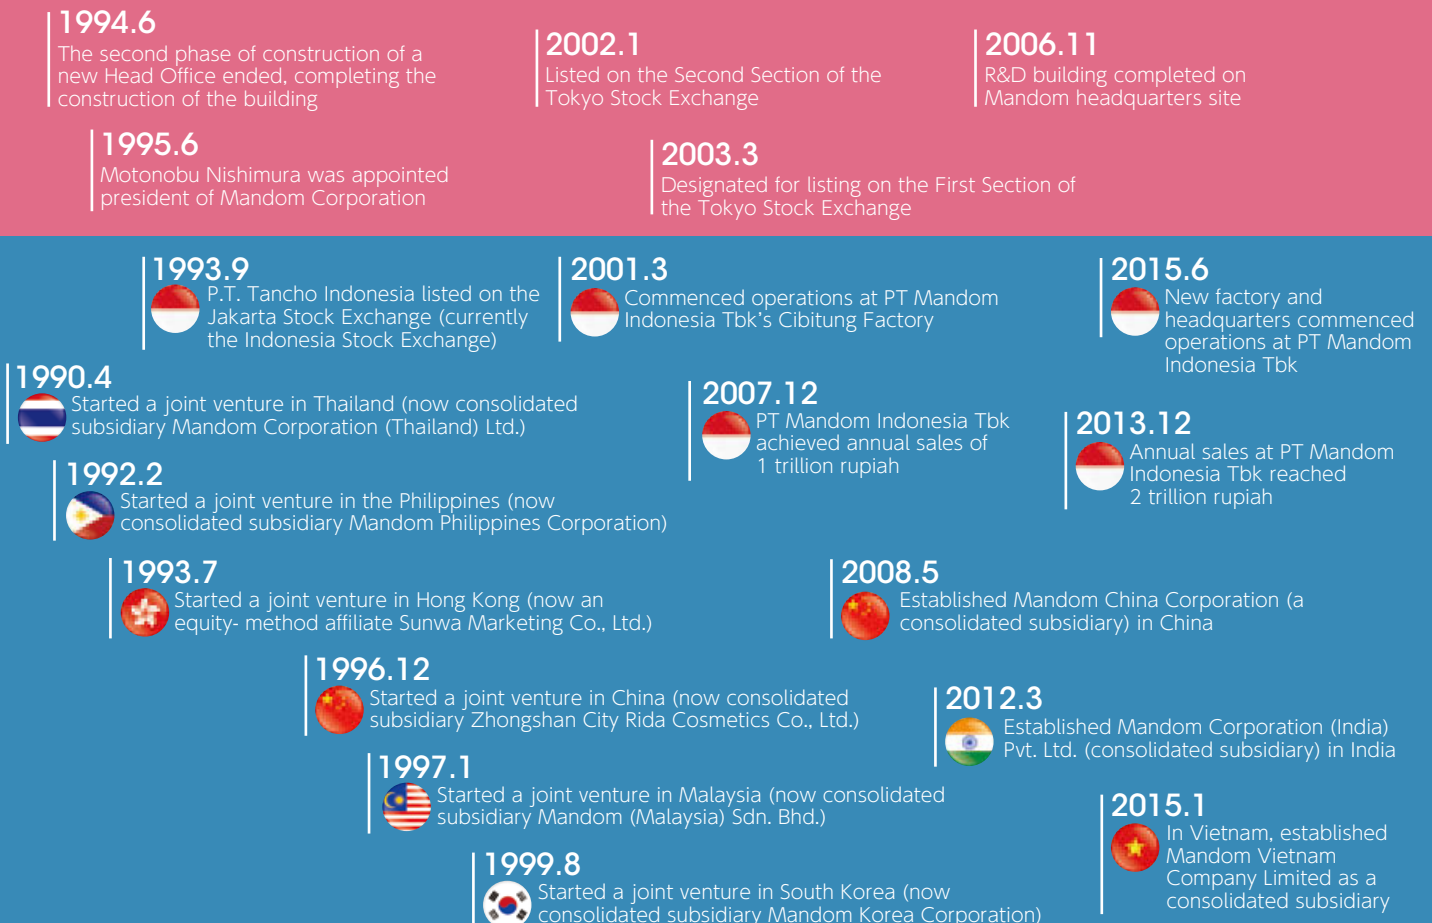 1994.6
The second phase of construction of a
new Head Office ended, completing the
construction of the building
2002.1
Listed on the Second Section of the
Tokyo Stock Exchange
2006.11
R&D building completed on
Mandom headquarters site
1995.6
Motonobu Nishimura was appointed
president of Mandom Corporation
2003.3
Designated for listing on the First Section of
the Tokyo Stock Exchange
1993.9
P.T. Tancho Indonesia listed on the
Jakarta Stock Exchange (currently
the Indonesia Stock Exchange)
2001.3
Commenced operations at PT Mandom
Indonesia Tbk's Cibitung Factory
2015.6
New factory and
headquarters commenced
operations at PT Mandom
Indonesia Tbk
1990.4
Started a joint venture in Thailand (now consolidated
subsidiary Mandom Corporation (Thailand) Ltd.)
2007.12
PT Mandom Indonesia Tbk
achieved annual sales of
1 trillion rupiah
2013.12
Annual sales at PT Mandom
Indonesia Tbk reached
2 trillion rupiah
1992.2
Started a joint venture in the Philippines (now
consolidated subsidiary Mandom Philippines Corporation)
1993.7
Started a joint venture in Hong Kong (now an
equity- method affiliate Sunwa Marketing Co., Ltd.)
2008.5
Established Mandom China Corporation (a
consolidated subsidiary) in China
1996.12
Started a joint venture in China (now consolidated
subsidiary Zhongshan City Rida Cosmetics Co., Ltd.)
2012.3
Established Mandom Corporation (India)
Pvt. Ltd. (consolidated subsidiary) in India
1997.1
Started a joint venture in Malaysia (now consolidated
subsidiary Mandom (Malaysia) Sdn. Bhd.)
2015.1
In Vietnam, established
Mandom Vietnam
Company Limited as a
consolidated subsidiary
1999.8
Started a joint venture in South Korea (now
consolidated subsidiary Mandom Korea Corporation)